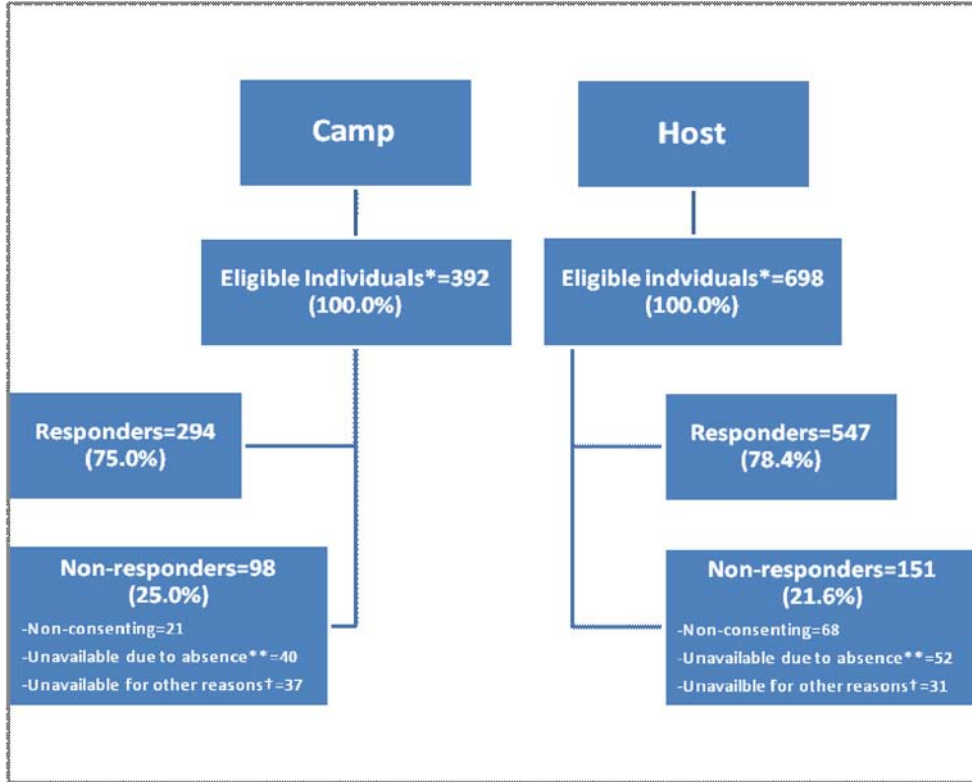 Camp
Eligible Individuals*=392
(100.0%)
Responders=294
(75.0%)
Non-responders=98
(25.0%)
-Non-consenting=21
-Unavailable due to absence**=40
-Unavailable for other reasons†=37
Host
Eligible indviduals*=698
(100.0%)
Responders=547
(78.4%)
Non-responders=151
(21.6%)
-Non-consenting=68
-Unavailable due to absence**=52
-Unavailble for other reasons†=31